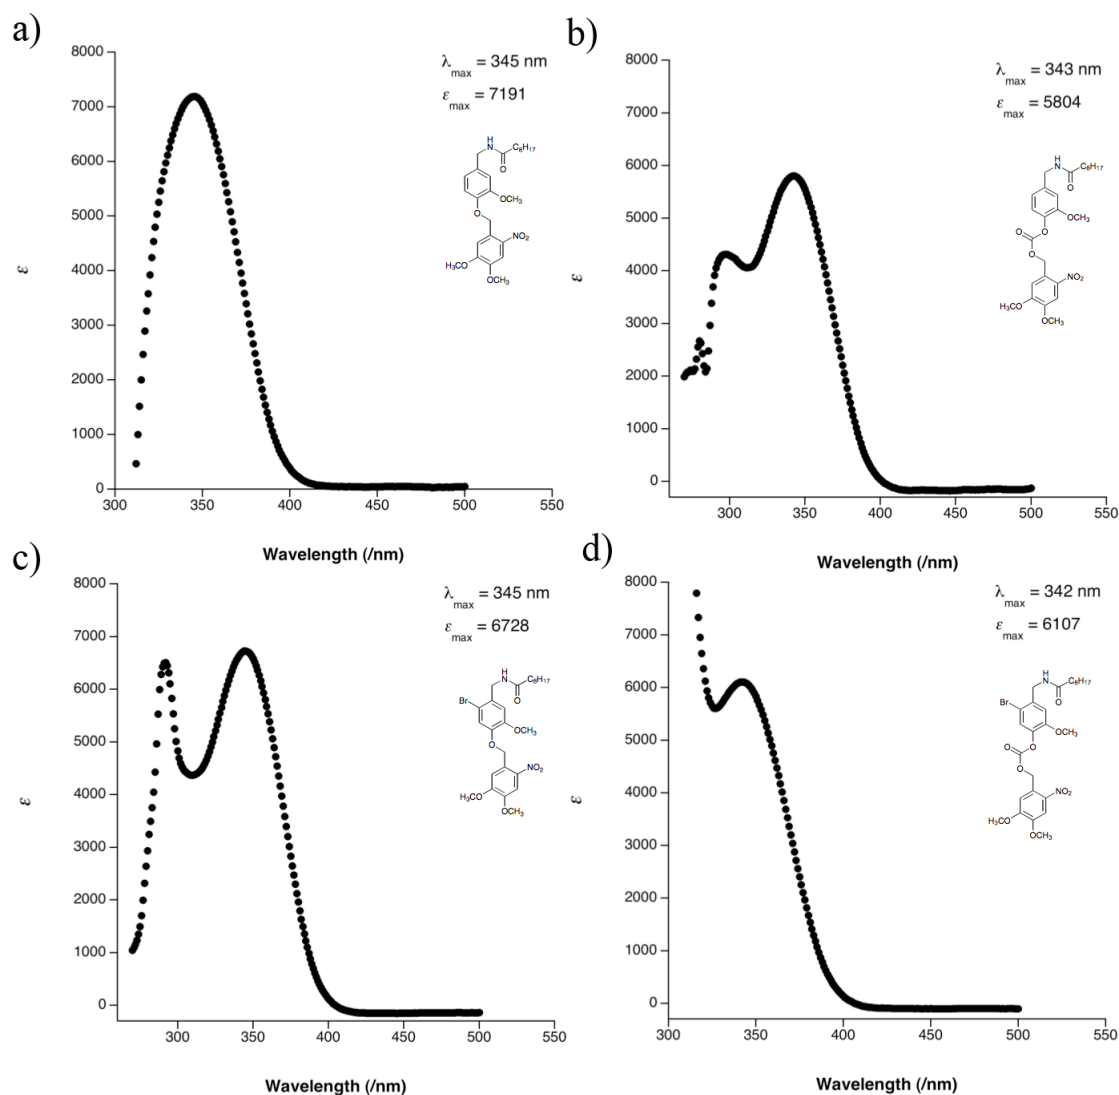 a)
λmax = 345 nm
εmax = 7191
8000
7000
6000
5000
4000
3000
2000
1000
0
ε
300
350
400
450
500
550
Wavelength (/nm)
H
N
C8H17
O
OCH3
O
NO2
H3CO
OCH3
b)
λmax = 343 nm
εmax = 5804
8000
7000
6000
5000
4000
3000
2000
1000
0
ε
300
350
400
450
500
550
Wavelength (/nm)
H
N
C8H17
O
OCH3
O
O
O
NO2
OCH3
OCH3
c)
λmax = 345 nm
εmax = 6728
8000
7000
6000
5000
4000
3000
2000
1000
0
ε
300
350
400
450
500
550
Wavelength (/nm)
H
N
C8H17
Br
O
OCH3
O
NO2
H3CO
OCH3
d)
λmax = 342 nm
εmax = 6107
8000
7000
6000
5000
4000
3000
2000
1000
0
ε
300
350
400
450
500
550
Wavelength (/nm)
H
N
C8H17
Br
O
OCH3
O
O
O
NO2
OCH3
OCH3